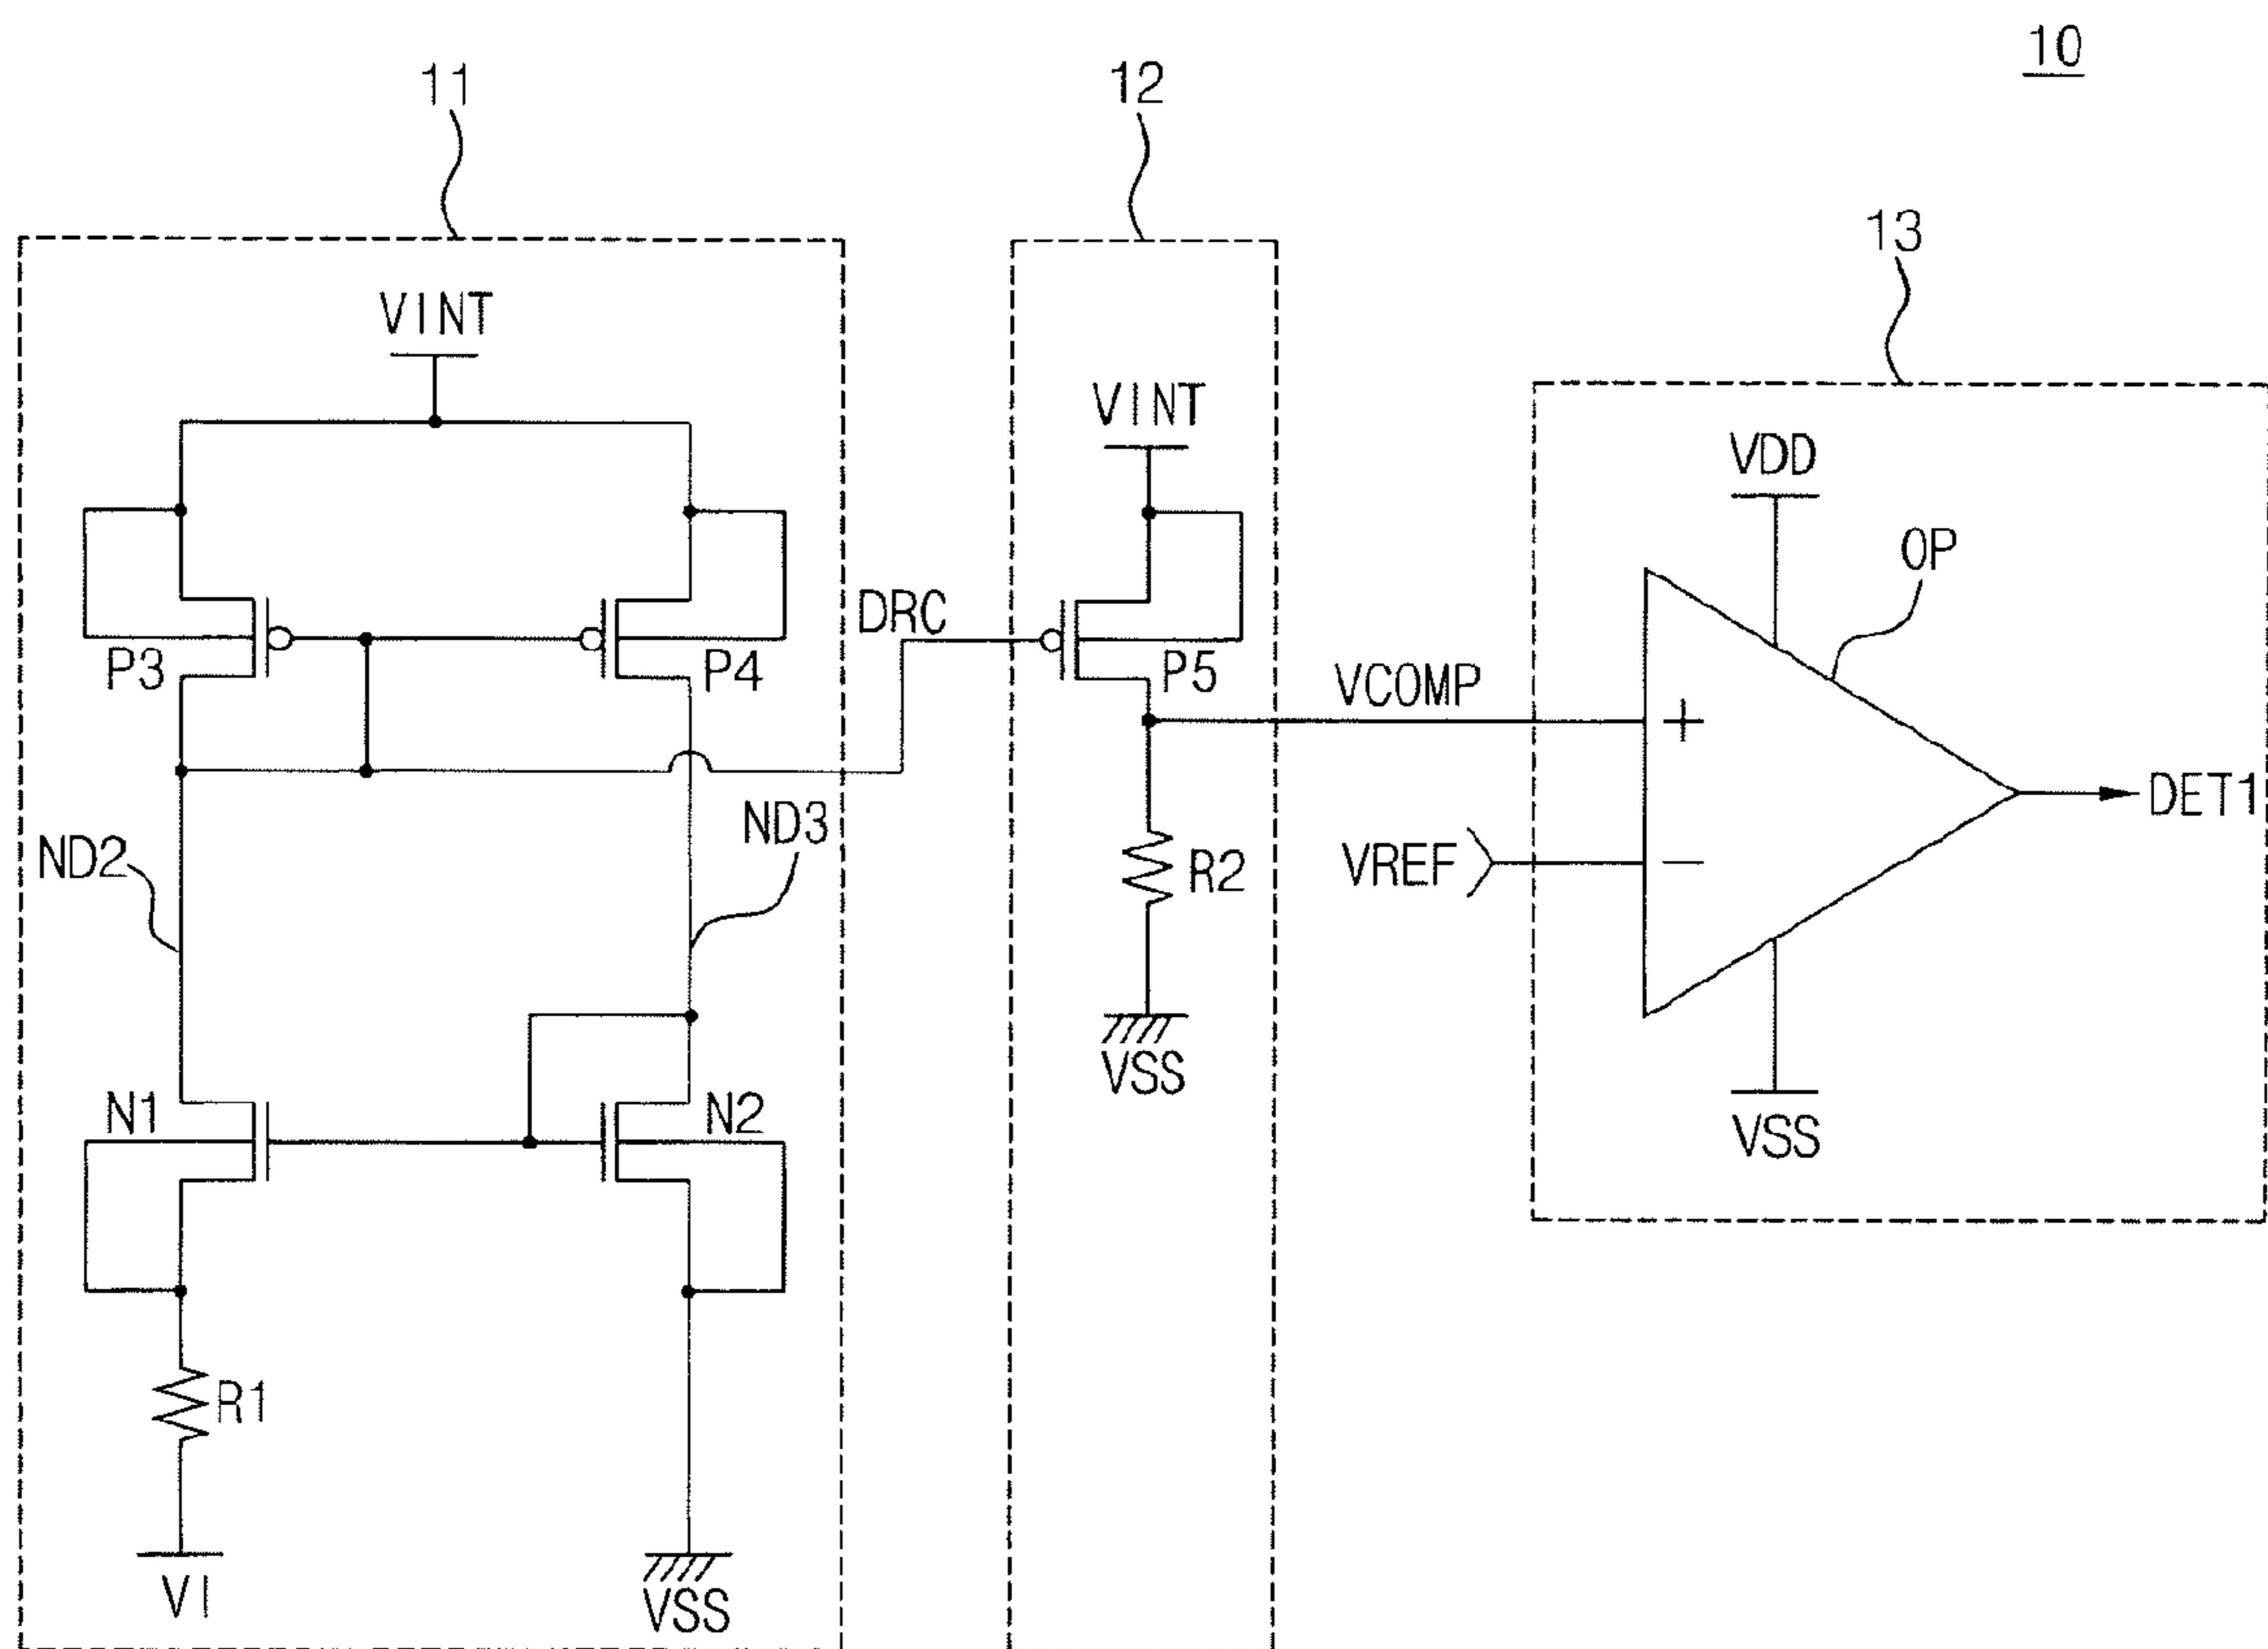 10
11
12
13
VINT
VINT
VDD
OP
P3
P4
DRC
P5
VCOMP
+
DET1
ND2
ND3
VREF
−
R2
VSS
N1
N2
VSS
R1
VI
VSS